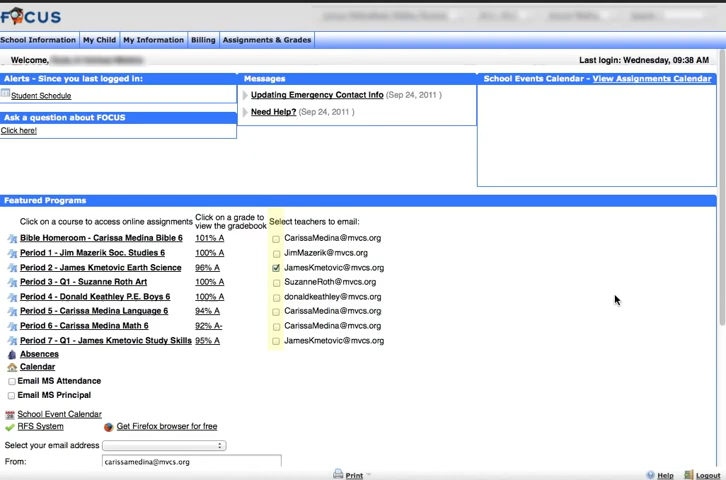 FOCUS
School Information My Child My Information Billing Assignments & Grades
Welcome,
Last login: Wednesday, 09:38 AM
Alerts - Since you last logged in:
Student Schedule
Ask a question about FOCUS
Click here!
Messages
Updating Emergency Contact Info (Sep 24, 2011 )
Need Help? (Sep 24, 2011 )
School Events Calendar - View Assignments Calendar
Featured Programs
Click on a course to access online assignments Click on a grade to view the gradebook Select teachers to email:
Bible Homeroom - Carissa Medina Bible 6 101% A CarissaMedina@mvcs.org
Period 1 - Jim Mazerik Soc. Studies 6 100% A JimMazerik@mvcs.org
Period 2 - James Kmetovic Earth Science 96% A JamesKmetovic@mvcs.org
Period 3 - Q1 - Suzanne Roth Art 100% A SuzanneRoth@mvcs.org
Period 4 - Donald Keathley P.E. Boys 6 100% A donaldkeathley@mvcs.org
Period 5 - Carissa Medina Language 6 94% A CarissaMedina@mvcs.org
Period 6 - Carissa Medina Math 6 92% A- CarissaMedina@mvcs.org
Period 7 - Q1 - James Kmetovic Study Skills 95% A JamesKmetovic@mvcs.org
Absences
Calendar
Email MS Attendance
Email MS Principal
School Event Calendar
RFS System Get Firefox browser for free
Select your email address
From: carissamedina@mvcs.org
Print Help Logout